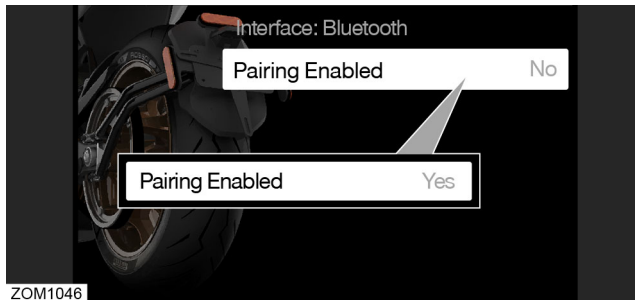 Interface: Bluetooth
Pairing Enabled No
Pairing Enabled Yes
ZOM1046